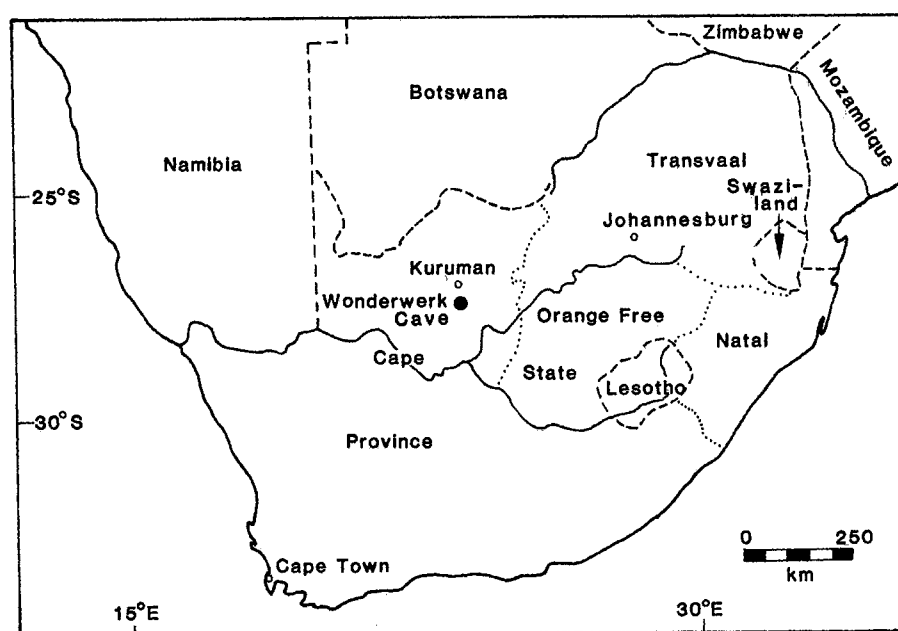 Zimbabwe
Mozambique
Botswana
Namibia
Transvaal
25°S
Swazi-
land
Johannesburg
Kuruman
Wonderwerk
Cave
Orange Free
Natal
Cape
State
Lesotho
30°S
Province
0 250
km
Cape Town
15°E
30°E